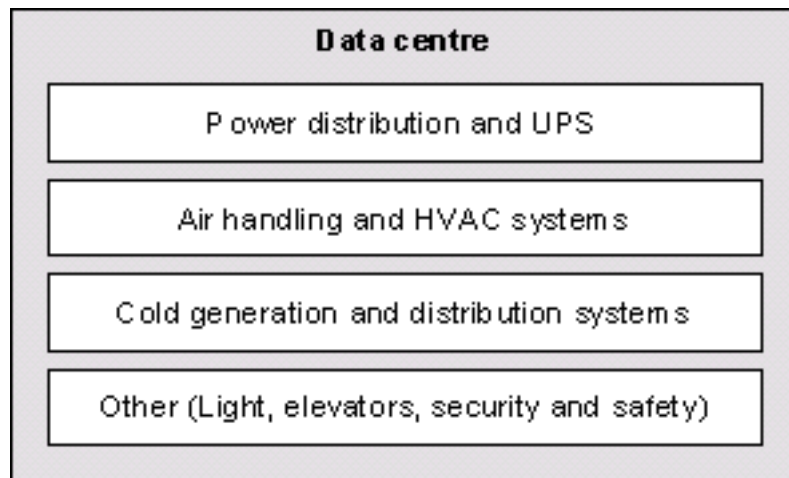 Data centre
Power distribution and UPS
Air handling and HVAC systems
Cold generation and distribution systems
Other (Light, elevators, security and safety)